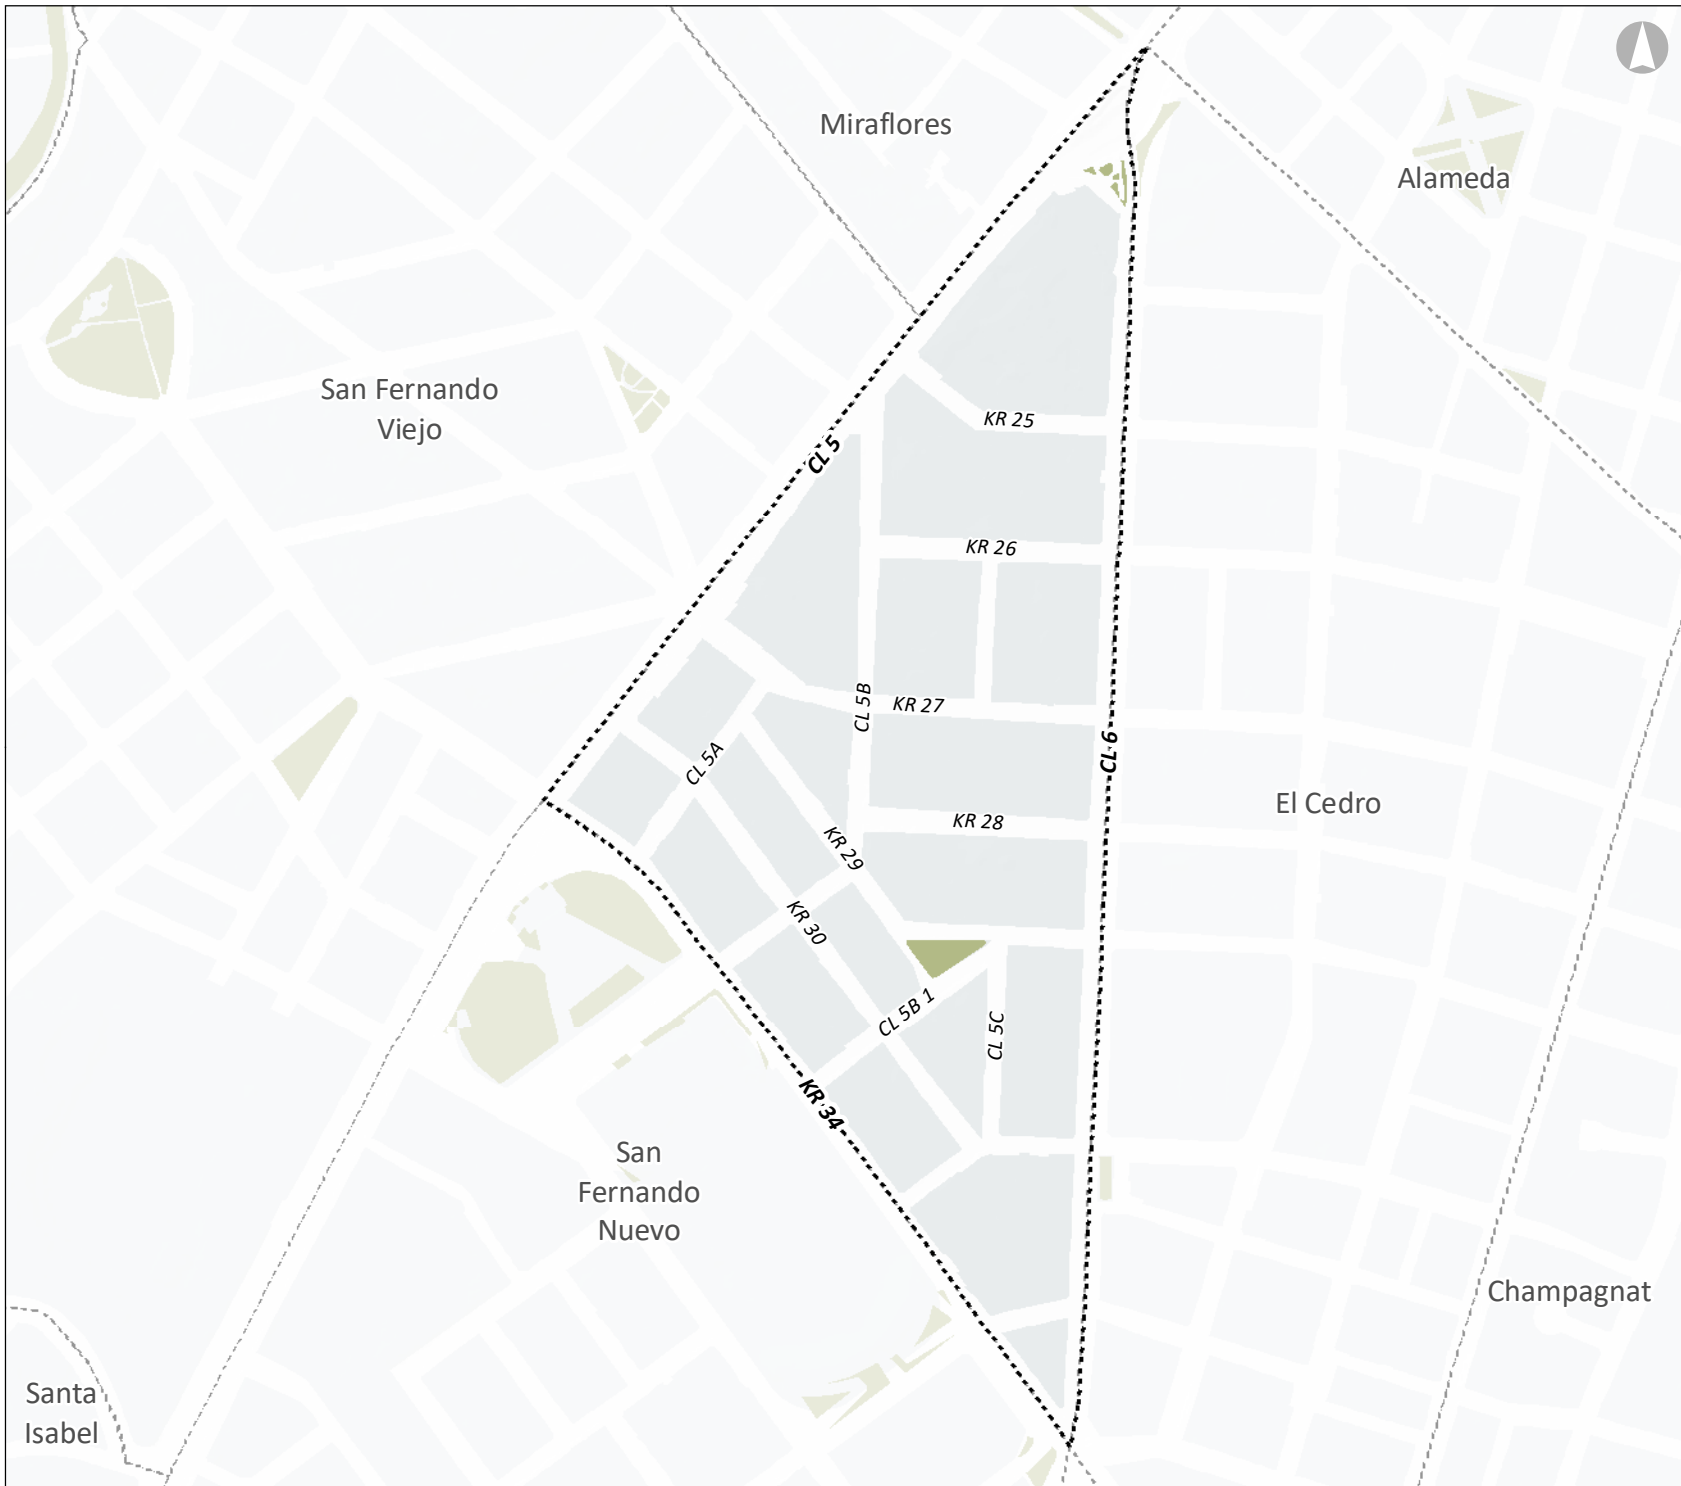 Miraflores
Alameda
San Fernando
Viejo
KR 25
CL 5
KR 26
CL 5B
KR 27
CL 5A
CL 6
El Cedro
KR 28
KR 29
KR 30
CL 5B 1
CL 5C
KR 34
San
Fernando
Nuevo
Champagnat
Santa
Isabel